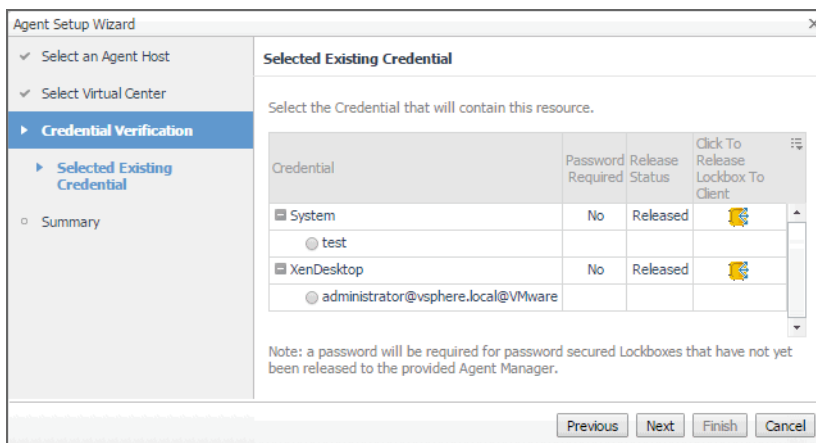 Agent Setup Wizard
Select an Agent Host
Select Virtual Center
Credential Verification
Selected Existing
Credential
Summary
Selected Existing Credential
Select the Credential that will contain this resource.
Credential
Password
Required
Release
Status
Click To
Release
Lockbox To
Client
System No Released
test
XenDesktop No Released
administrator@vsphere.local@VMware
Note: a password will be required for password secured Lockboxes that have not yet
been released to the provided Agent Manager.
Previous Next Finish Cancel